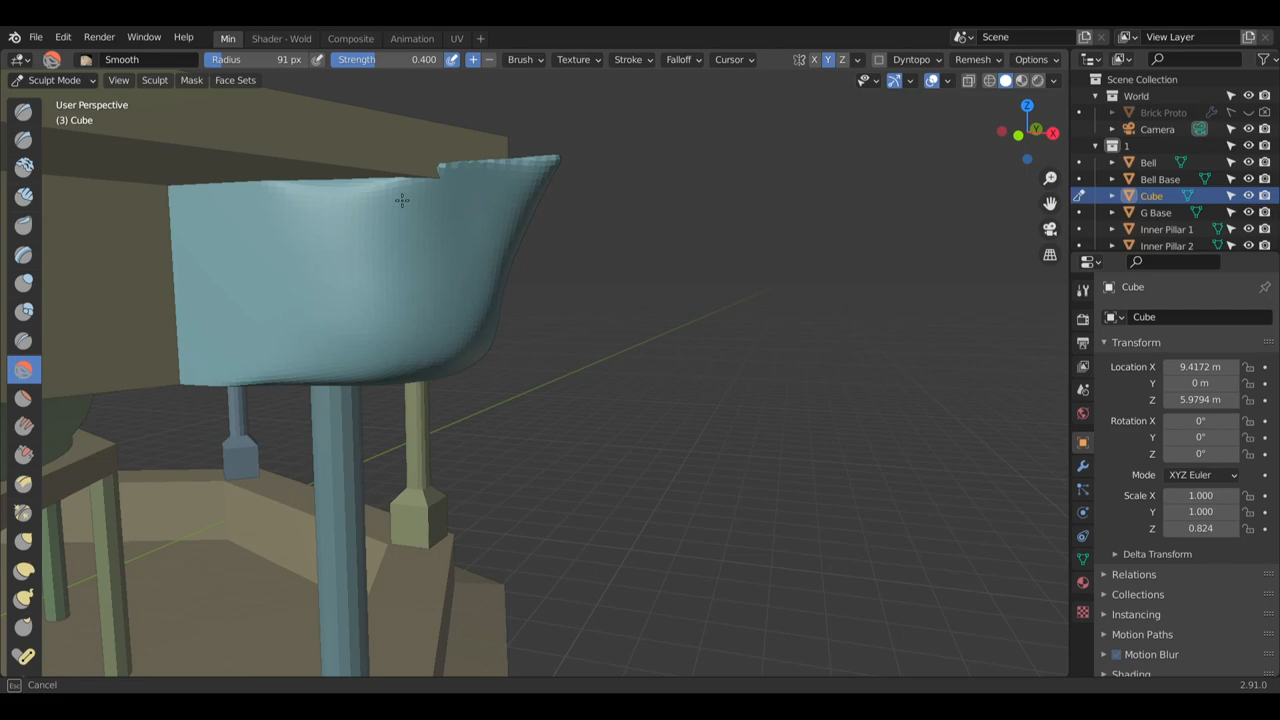 File Edit Render Window Help Min Shader - Wold Composite Animation UV Scene View Layer
Smooth Radius 91 px Strength 0.400 Brush Texture Stroke Falloff Cursor X Y Z Dyntopo Remesh Options
Sculpt Mode View Sculpt Mask Face Sets
Scene Collection
User Perspective
(3) Cube
World
Brick Proto
Camera
1
Bell
Bell Base
Cube
G Base
Inner Pillar 1
Inner Pillar 2
Cube
Cube
Transform
Location X 9.4172 m
Y 0 m
Z 5.9794 m
Rotation X 0°
Y 0°
Z 0°
Mode XYZ Euler
Scale X 1.000
Y 1.000
Z 0.824
Delta Transform
Relations
Collections
Instancing
Motion Paths
Motion Blur
Shading
Esc Cancel 2.91.0
Z
Y
X